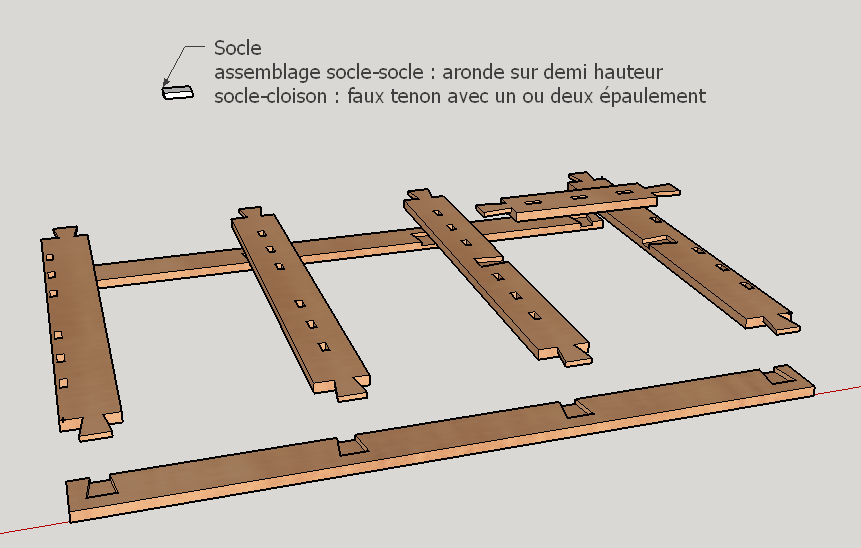 Socle
assemblage socle-socle : aronde sur demi hauteur
socle-cloison : faux tenon avec un ou deux épaulement